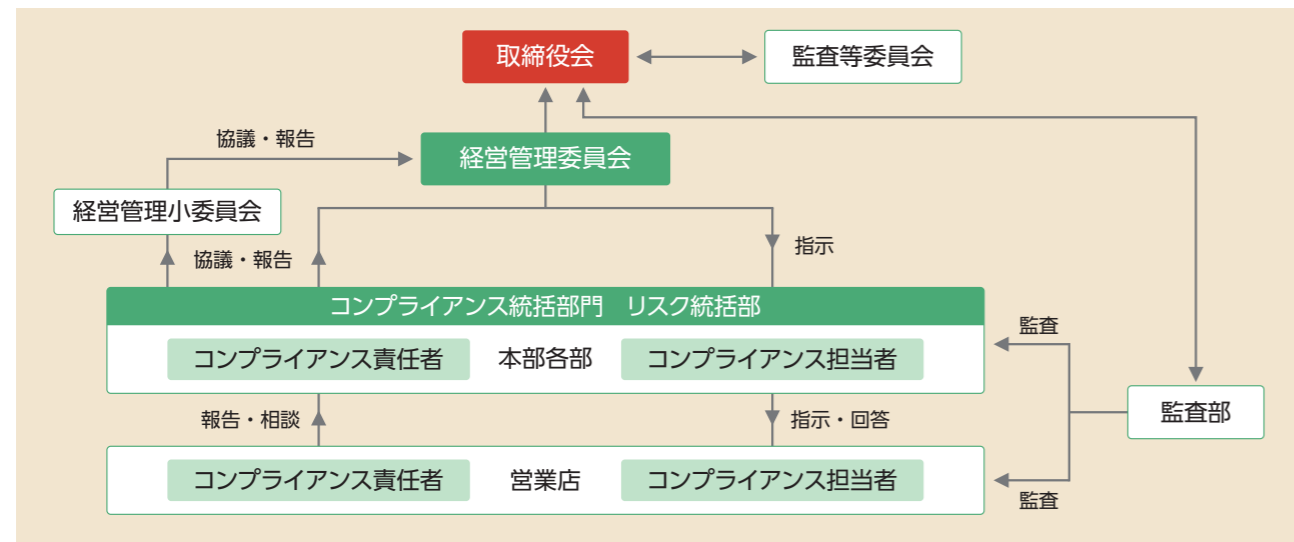 取締役会
監査等委員会
協議・報告
経営管理委員会
経営管理小委員会
協議・報告
指示
コンプライアンス統括部門　リスク統括部
監査
コンプライアンス責任者　本部各部　コンプライアンス担当者
監査部
報告・相談
指示・回答
コンプライアンス責任者　営業店　コンプライアンス担当者
監査